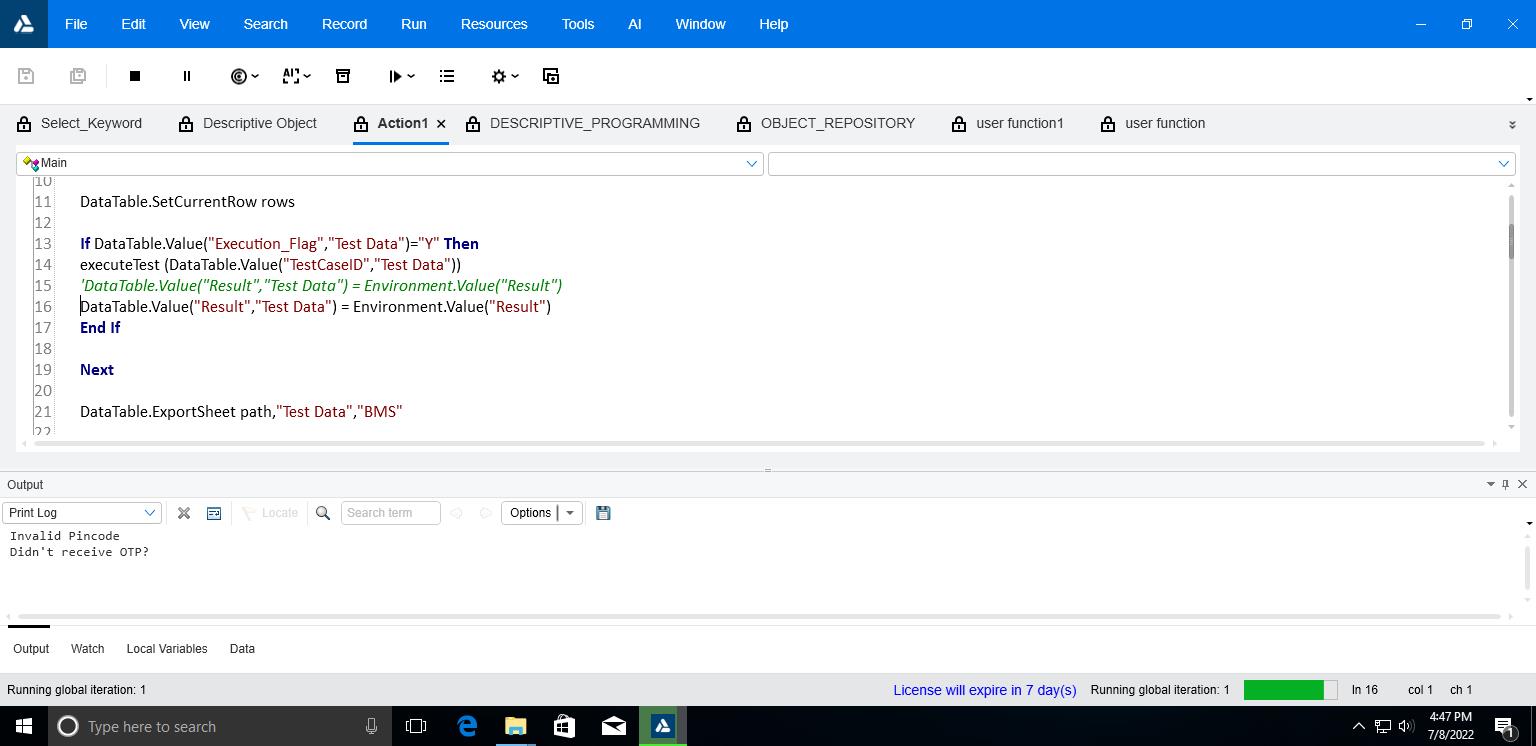 File Edit View Search Record Run Resources Tools AI Window Help
AI
Select_Keyword Descriptive Object Action1 DESCRIPTIVE_PROGRAMMING OBJECT_REPOSITORY user function1 user function
Main
10
11 DataTable.SetCurrentRow rows
12
13 If DataTable.Value("Execution_Flag","Test Data")="Y" Then
14 executeTest (DataTable.Value("TestCaseID","Test Data"))
15 'DataTable.Value("Result","Test Data") = Environment.Value("Result")
16 DataTable.Value("Result","Test Data") = Environment.Value("Result")
17 End If
18
19 Next
20
21 DataTable.ExportSheet path,"Test Data","BMS"
22
Output
Print Log Locate Search term Options
Invalid Pincode
Didn't receive OTP?
Output Watch Local Variables Data
Running global iteration: 1 License will expire in 7 day(s) Running global iteration: 1 ln 16 col 1 ch 1
Type here to search
4:47 PM
7/8/2022
1